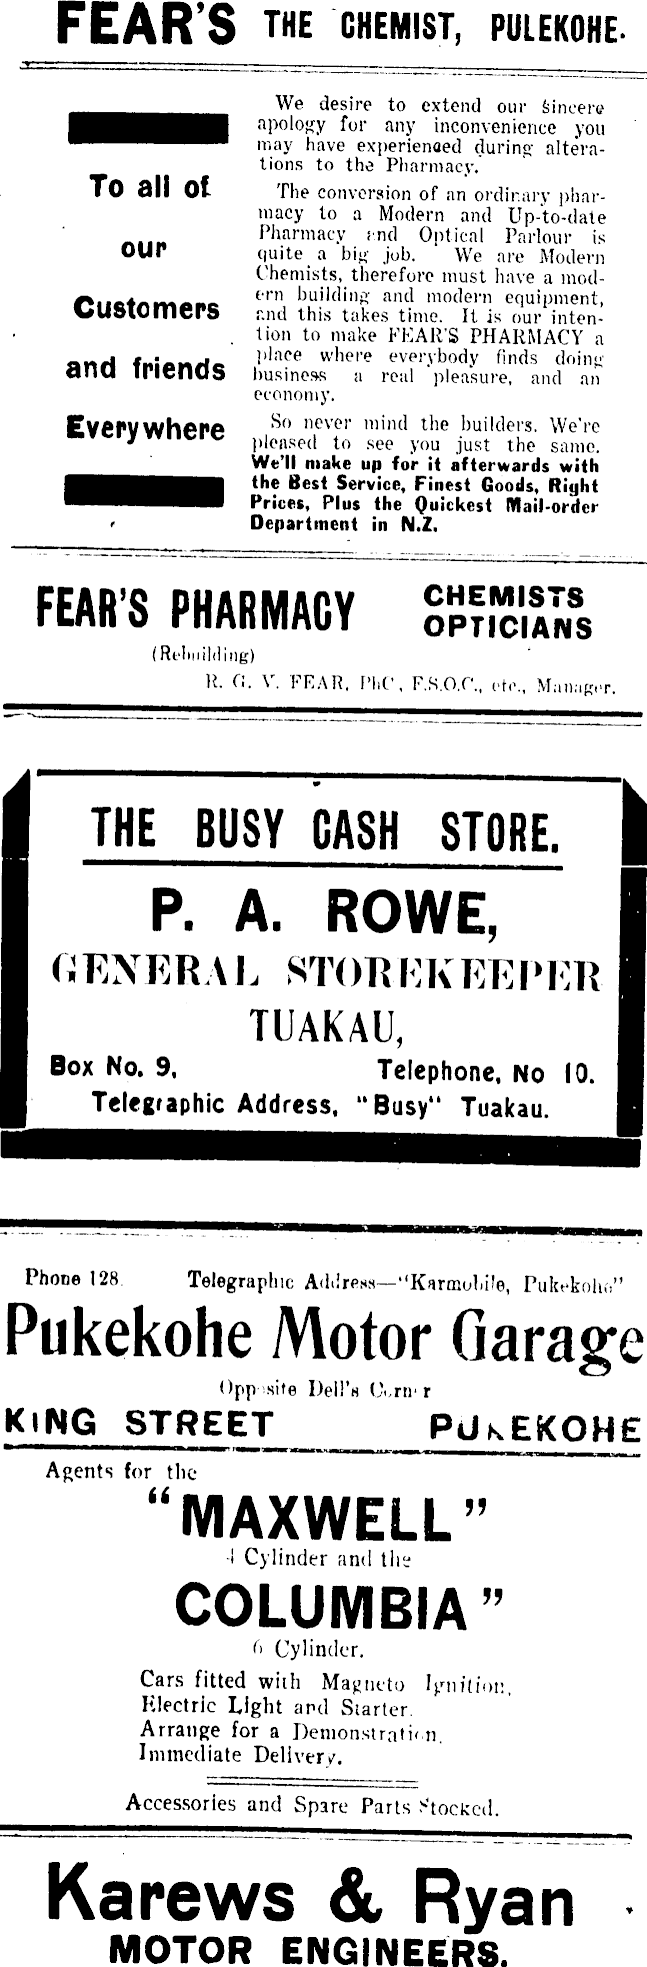 FEAR'S THE CHEMIST, PULEKOHE.
To all of
our
Customers
and friends
Everywhere
We desire to extend our sincere
apology for any inconvenience you
may have experienced during altera-
tions to the Pharmacy.
The conversion of an ordinary phar-
macy to a Modern and Up-to-date
Pharmacy and Optical Parlour is
quite a big job. We are Modern
Chemists, therefore must have a mod-
ern building and modern equipment,
and this takes time. It is our inten-
tion to make FEAR'S PHARMACY a
place where everybody finds doing
business a real pleasure, and an
economy.
So never mind the builders. We're
pleased to see you just the same.
We'll make up for it afterwards with
the Best Service, Finest Goods, Right
Prices, Plus the Quickest Mail-order
Department in N.Z.
FEAR'S PHARMACY
(Rebuilding)
CHEMISTS
OPTICIANS
R. G. V. FEAR, PhC, F.S.O.C., etc., Manager.
THE BUSY CASH STORE.
P. A. ROWE,
GENERAL STOREKEEPER
TUAKAU,
Box No. 9, Telephone, No 10.
Telegraphic Address, "Busy" Tuakau.
Phone 128. Telegraphic Address—"Karmobile, Pukekohe"
Pukekohe Motor Garage
Opposite Dell's Corner
KING STREET PUKEKOHE
Agents for the
"MAXWELL"
4 Cylinder and the
COLUMBIA"
6 Cylinder.
Cars fitted with Magneto Ignition,
Electric Light and Starter.
Arrange for a Demonstration.
Immediate Delivery.
Accessories and Spare Parts Stocked.
Karews & Ryan
MOTOR ENGINEERS.